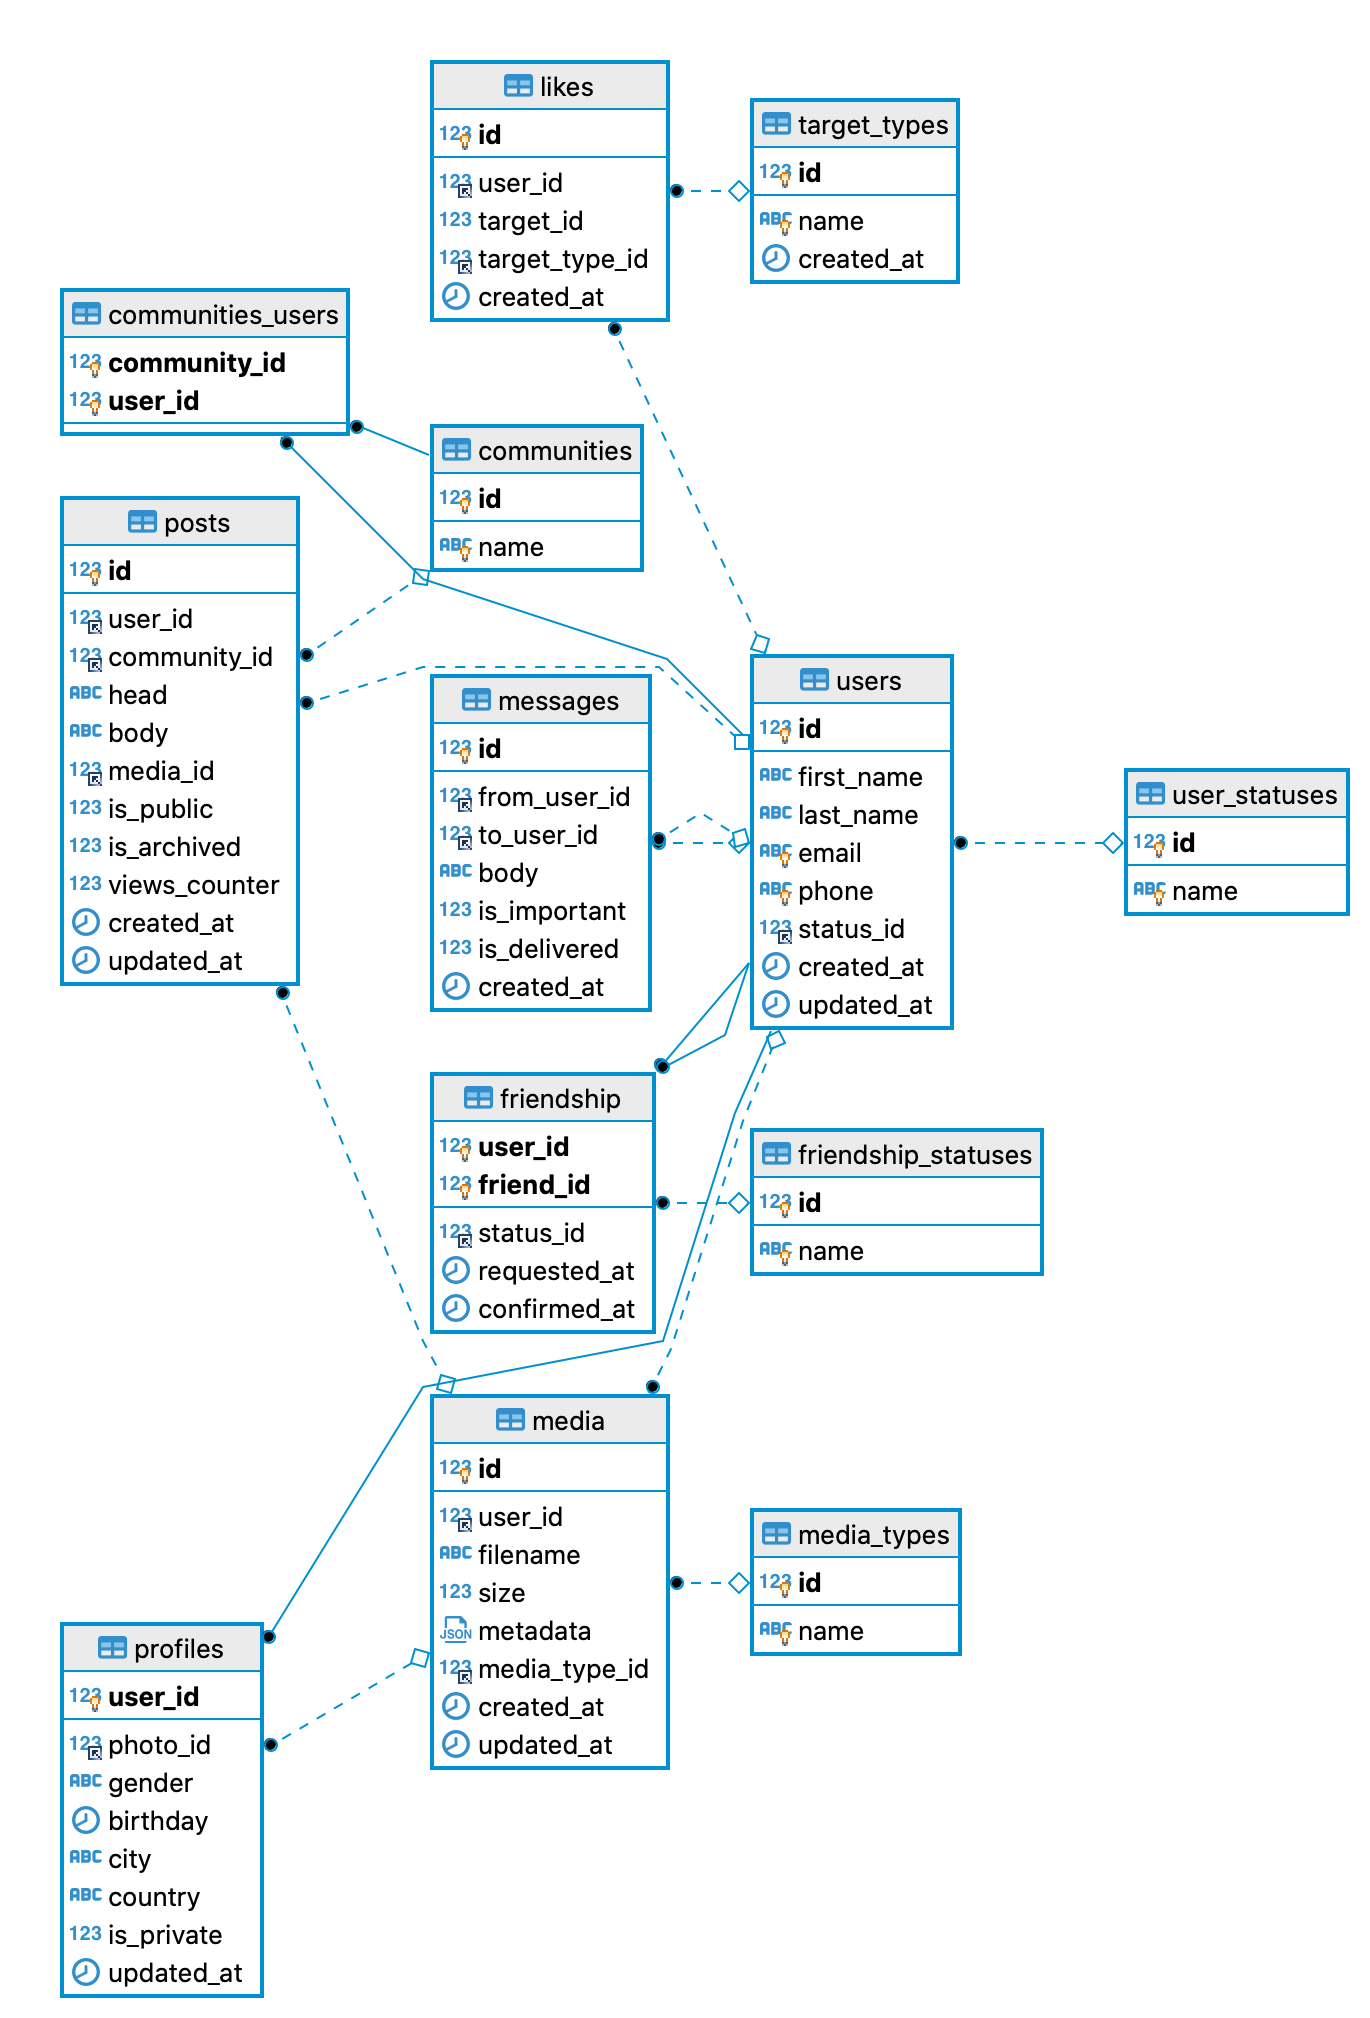 likes
123 id
123 user_id
123 target_id
123 target_type_id
created_at
target_types
123 id
ABC name
created_at
communities_users
123 community_id
123 user_id
communities
123 id
ABC name
posts
123 id
123 user_id
123 community_id
ABC head
ABC body
123 media_id
123 is_public
123 is_archived
123 views_counter
created_at
updated_at
messages
123 id
123 from_user_id
123 to_user_id
ABC body
123 is_important
123 is_delivered
created_at
users
123 id
ABC first_name
ABC last_name
ABC email
ABC phone
123 status_id
created_at
updated_at
user_statuses
123 id
ABC name
friendship
123 user_id
123 friend_id
123 status_id
requested_at
confirmed_at
friendship_statuses
123 id
ABC name
media
123 id
123 user_id
ABC filename
123 size
JSON metadata
123 media_type_id
created_at
updated_at
media_types
123 id
ABC name
profiles
123 user_id
123 photo_id
ABC gender
birthday
ABC city
ABC country
123 is_private
updated_at